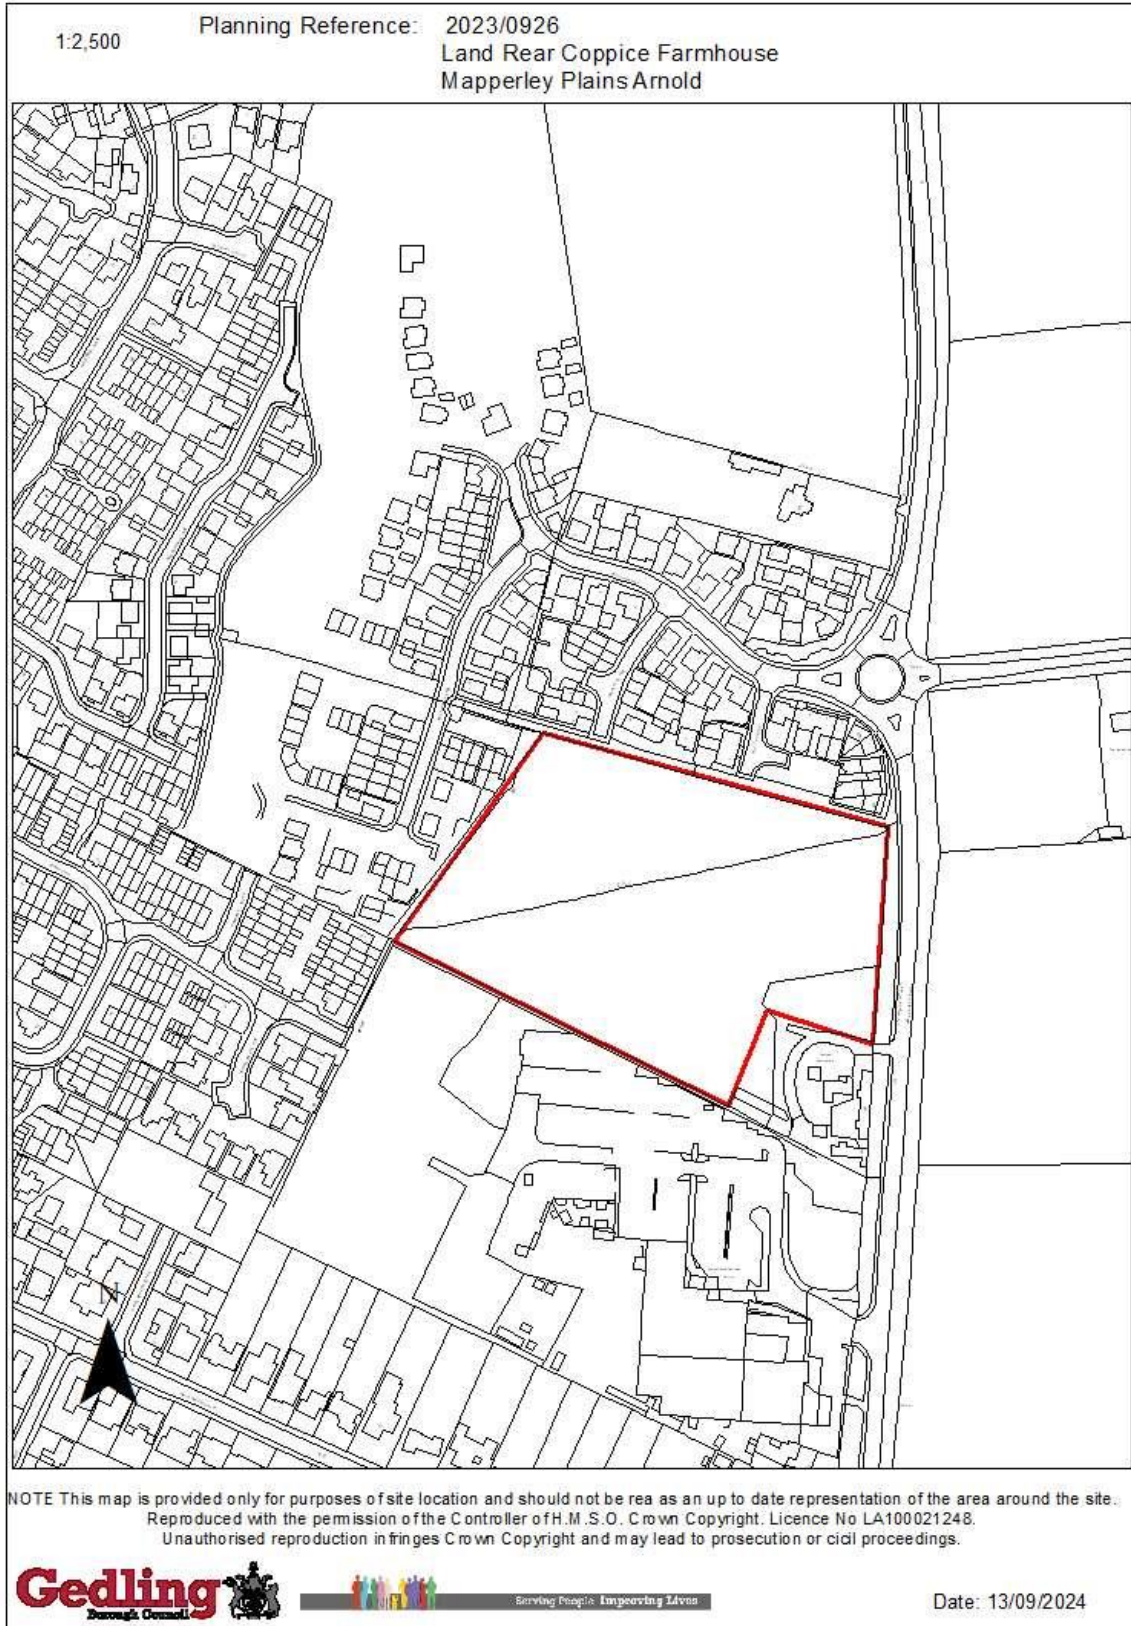 1:2,500
Planning Reference: 2023/0926
Land Rear Coppice Farmhouse
Mapperley Plains Arnold
N
NOTE This map is provided only for purposes of site location and should not be rea as an up to date representation of the area around the site.
Reproduced with the permission of the Controller of H.M.S.O. Crown Copyright. Licence No LA100021248.
Unauthorised reproduction infringes Crown Copyright and may lead to prosecution or cicil proceedings.
Gedling
Borough Council
Serving People Improving Lives
Date: 13/09/2024